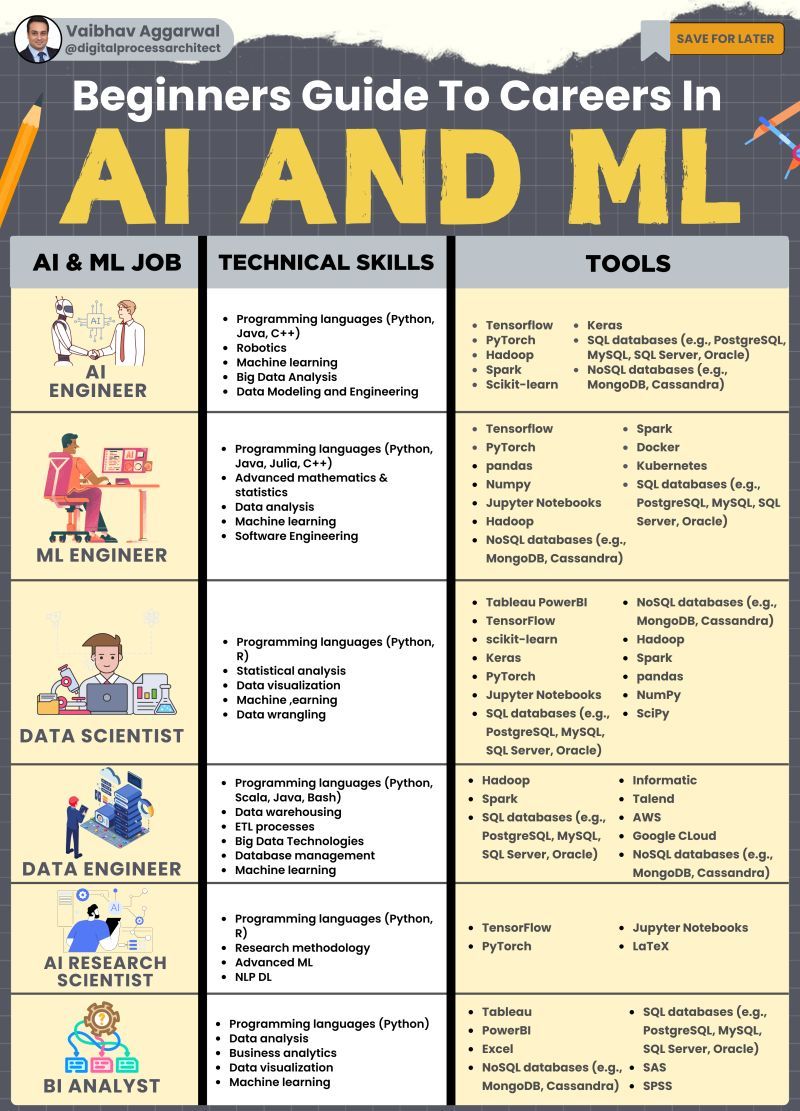 Vaibhav Aggarwal
@digitalprocessarchitect
SAVE FOR LATER
Beginners Guide To Careers In
AI AND ML
AI & ML JOB
TECHNICAL SKILLS
TOOLS
AI
AI
ENGINEER
• Programming languages (Python,
Java, C++)
• Robotics
• Machine learning
• Big Data Analysis
• Data Modeling and Engineering
• Tensorflow
• PyTorch
• Hadoop
• Spark
• Scikit-learn
• Keras
• SQL databases (e.g., PostgreSQL,
MySQL, SQL Server, Oracle)
• NoSQL databases (e.g.,
MongoDB, Cassandra)
ML ENGINEER
• Programming languages (Python,
Java, Julia, C++)
• Advanced mathematics &
statistics
• Data analysis
• Machine learning
• Software Engineering
• Tensorflow
• PyTorch
• pandas
• Numpy
• Jupyter Notebooks
• Hadoop
• NoSQL databases (e.g.,
MongoDB, Cassandra)
• Spark
• Docker
• Kubernetes
• SQL databases (e.g.,
PostgreSQL, MySQL, SQL
Server, Oracle)
DATA SCIENTIST
• Programming languages (Python,
R)
• Statistical analysis
• Data visualization
• Machine ,earning
• Data wrangling
• Tableau PowerBI
• TensorFlow
• scikit-learn
• Keras
• PyTorch
• Jupyter Notebooks
• SQL databases (e.g.,
PostgreSQL, MySQL,
SQL Server, Oracle)
• NoSQL databases (e.g.,
MongoDB, Cassandra)
• Hadoop
• Spark
• pandas
• NumPy
• SciPy
DATA ENGINEER
• Programming languages (Python,
Scala, Java, Bash)
• Data warehousing
• ETL processes
• Big Data Technologies
• Database management
• Machine learning
• Hadoop
• Spark
• SQL databases (e.g.,
PostgreSQL, MySQL,
SQL Server, Oracle)
• Informatic
• Talend
• AWS
• Google CLoud
• NoSQL databases (e.g.,
MongoDB, Cassandra)
AI
AI RESEARCH
SCIENTIST
• Programming languages (Python,
R)
• Research methodology
• Advanced ML
• NLP DL
• TensorFlow
• PyTorch
• Jupyter Notebooks
• LaTeX
?
BI ANALYST
• Programming languages (Python)
• Data analysis
• Business analytics
• Data visualization
• Machine learning
• Tableau
• PowerBI
• Excel
• NoSQL databases (e.g.,
MongoDB, Cassandra)
• SQL databases (e.g.,
PostgreSQL, MySQL,
SQL Server, Oracle)
• SAS
• SPSS